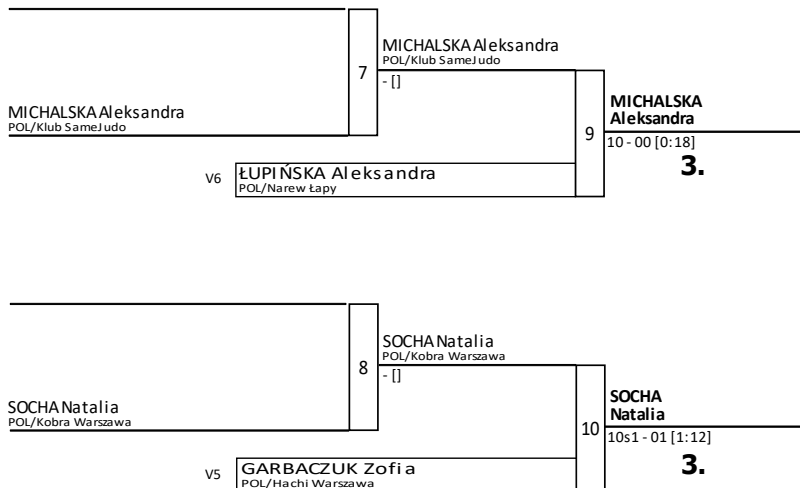 7
MICHALSKA Aleksandra
POL/Klub SameJudo
- []
MICHALSKA Aleksandra
POL/Klub SameJudo
9
MICHALSKA
Aleksandra
10 - 00 [0:18]
3.
V6
ŁUPIŃSKA Aleksandra
POL/Narew Łapy
8
SOCHA Natalia
POL/Kobra Warszawa
- []
SOCHA Natalia
POL/Kobra Warszawa
10
SOCHA
Natalia
10s1 - 01 [1:12]
3.
V5
GARBACZUK Zofia
POL/Hachi Warszawa